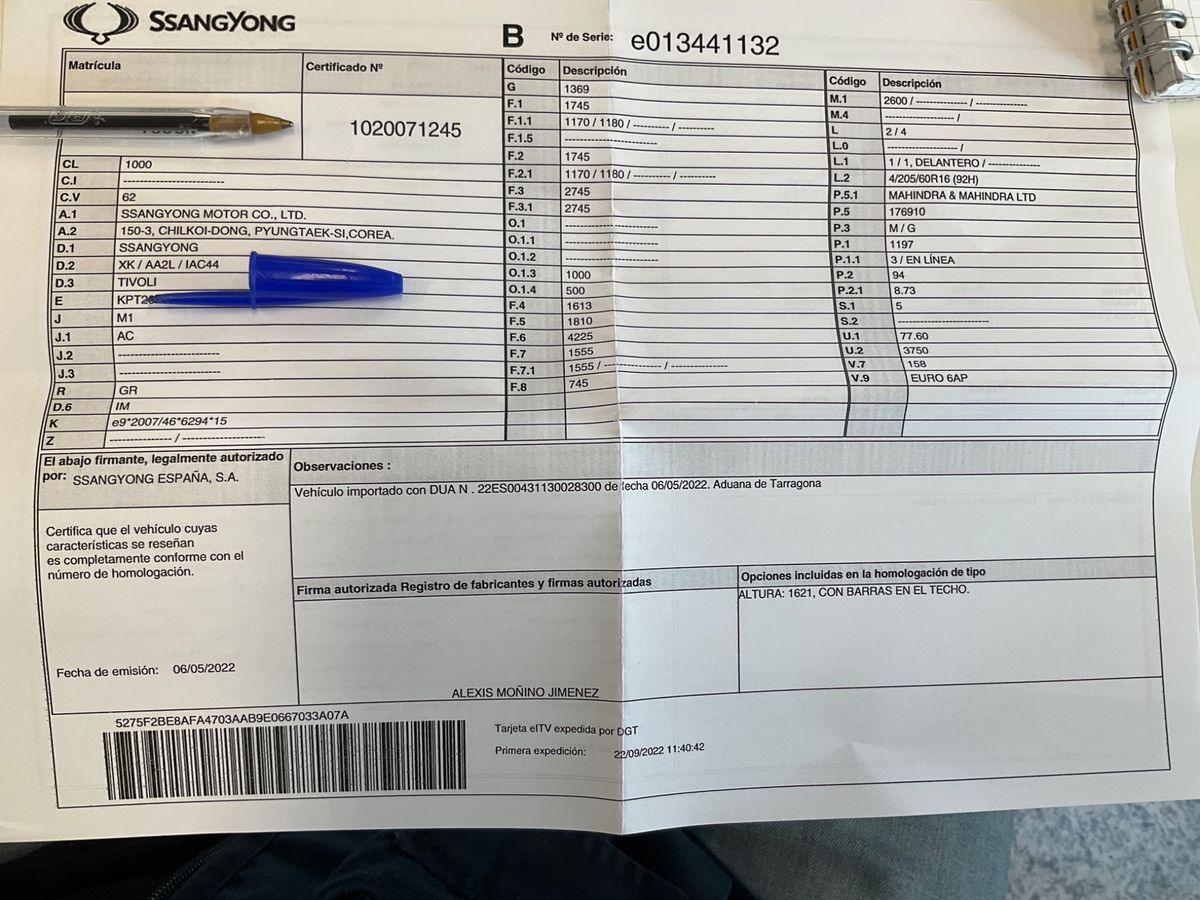 SSANGYONG
B Nº de Serie: e013441132
Matrícula
Certificado Nº
1020071245
CL 1000
C.I -------------------------
C.V 62
A.1 SSANGYONG MOTOR CO., LTD.
A.2 150-3, CHILKOI-DONG, PYUNGTAEK-SI,COREA.
D.1 SSANGYONG
D.2 XK / AA2L / IAC44
D.3 TIVOLI
E
J M1
J.1 AC
J.2 -------------------------
J.3 -------------------------
R GR
D.6 IM
K e9*2007/46*6294*15
Z --------------- / --------------------
Código Descripción
G 1369
F.1 1745
F.1.1 1170 / 1180 / ---------- / ----------
F.1.5 -------------------------
F.2 1745
F.2.1 1170 / 1180 / ---------- / ----------
F.3 2745
F.3.1 2745
O.1 -------------------------
O.1.1 -------------------------
O.1.2 -------------------------
O.1.3 1000
O.1.4 500
F.4 1613
F.5 1810
F.6 4225
F.7 1555
F.7.1 1555 / --------------- / ---------------
F.8 745
Código Descripción
M.1 2600 / --------------- / ---------------
M.4 -------------------- /
L 2 / 4
L.0 -------------------- /
L.1 1 / 1, DELANTERO / ---------------
L.2 4/205/60R16 (92H)
P.5.1 MAHINDRA & MAHINDRA LTD
P.5 176910
P.3 M / G
P.1 1197
P.1.1 3 / EN LÍNEA
P.2 94
P.2.1 8.73
S.1 5
S.2 -------------------------
U.1 77.60
U.2 3750
V.7 158
V.9 EURO 6AP
El abajo firmante, legalmente autorizado
por: SSANGYONG ESPAÑA, S.A.
Certifica que el vehículo cuyas
características se reseñan
es completamente conforme con el
número de homologación.
Fecha de emisión: 06/05/2022
Observaciones :
Vehículo importado con DUA N . 22ES00431130028300 de fecha 06/05/2022. Aduana de Tarragona
Firma autorizada Registro de fabricantes y firmas autorizadas
ALEXIS MOÑINO JIMENEZ
Opciones incluidas en la homologación de tipo
ALTURA: 1621, CON BARRAS EN EL TECHO.
5275F2BE8AFA4703AAB9E0667033A07A
Tarjeta eITV expedida por DGT
Primera expedición: 22/09/2022 11:40:42